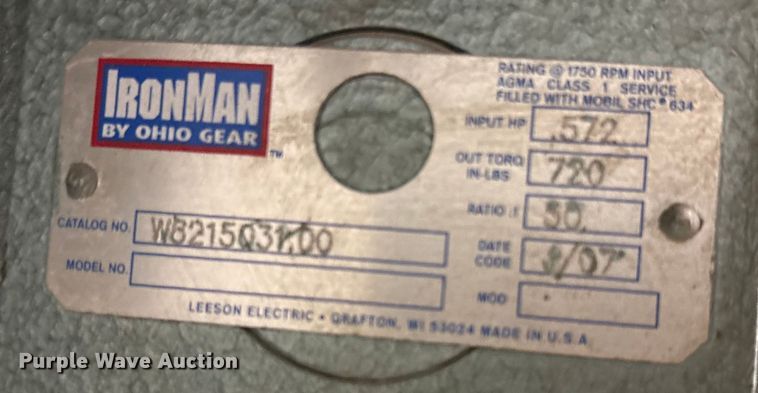 IRONMAN
BY OHIO GEAR
TM
RATING @ 1750 RPM INPUT
AGMA CLASS 1 SERVICE
FILLED WITH MOBIL SHC® 634
INPUT HP .572
OUT TORQ
IN-LBS 720
RATIO :1 30.
CATALOG NO.
DATE
CODE
MODEL NO.
MOD
LEESON ELECTRIC • GRAFTON, WI 53024 MADE IN U.S.A.
Purple Wave Auction